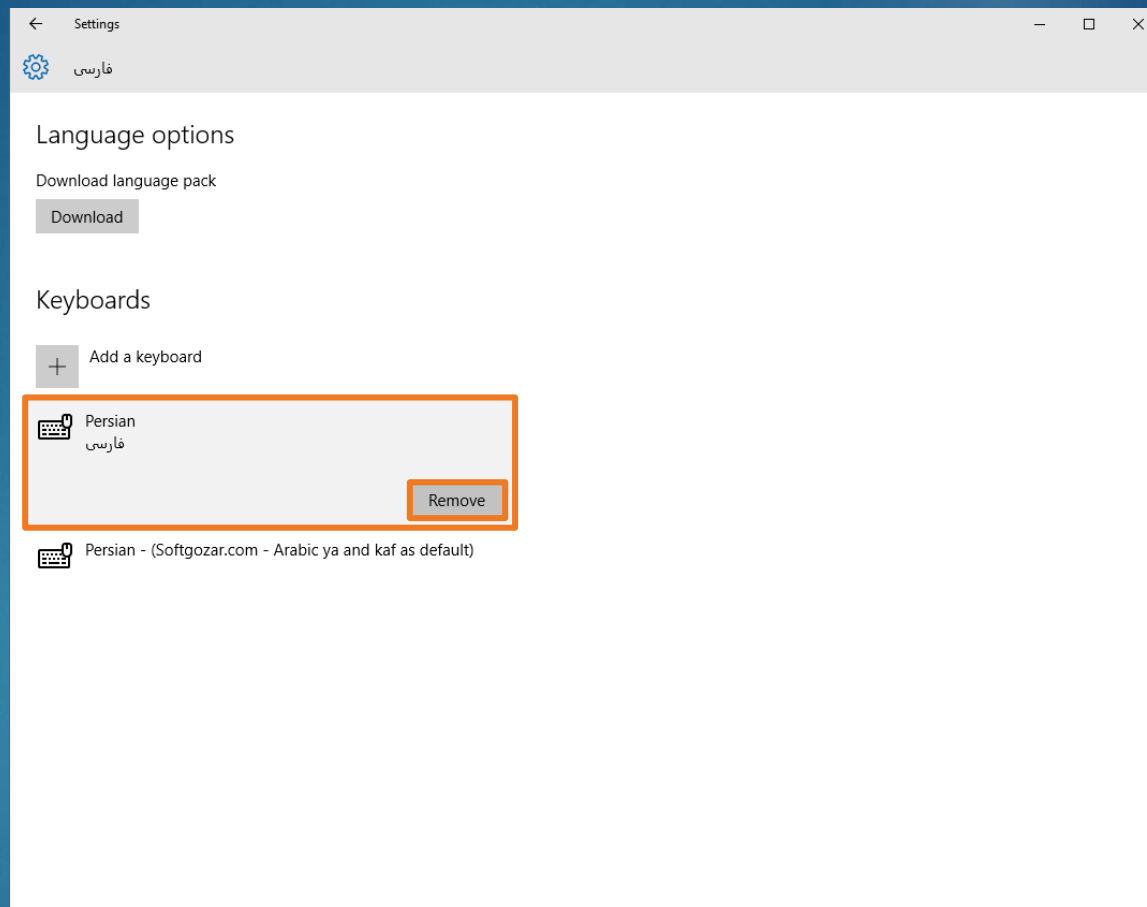 Settings
فارسی
Language options
Download language pack
Download
Keyboards
Add a keyboard
Persian
فارسی
Remove
Persian - (Softgozar.com - Arabic ya and kaf as default)